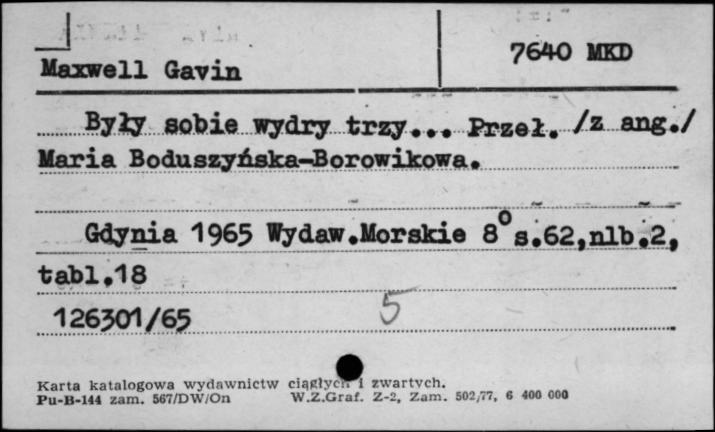 7640 MKD
Maxwell Gavin
Były sobie wydry trzy... Przeł. /z ang./
Maria Boduszyńska-Borowikowa.
Gdynia 1965 Wydaw.Morskie 8° s.62,nlb.2,
tabl.18
126301/65 5
Karta katalogowa wydawnictw ciągłych i zwartych.
Pu-B-144 zam. 567/DW/On W.Z.Graf. Z-2, Zam. 502/77, 6 400 000